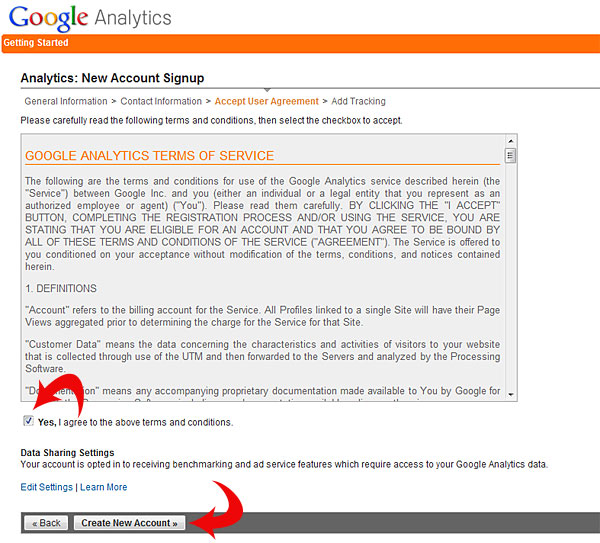 Google Analytics
Getting Started
Analytics: New Account Signup
General Information > Contact Information > Accept User Agreement > Add Tracking
Please carefully read the following terms and conditions, then select the checkbox to accept.
GOOGLE ANALYTICS TERMS OF SERVICE
The following are the terms and conditions for use of the Google Analytics service described herein (the
"Service") between Google Inc. and you (either an individual or a legal entity that you represent as an
authorized employee or agent) ("You"). Please read them carefully. BY CLICKING THE "I ACCEPT"
BUTTON, COMPLETING THE REGISTRATION PROCESS AND/OR USING THE SERVICE, YOU ARE
STATING THAT YOU ARE ELIGIBLE FOR AN ACCOUNT AND THAT YOU AGREE TO BE BOUND BY
ALL OF THESE TERMS AND CONDITIONS OF THE SERVICE ("AGREEMENT"). The Service is offered to
you conditioned on your acceptance without modification of the terms, conditions, and notices contained
herein.
1. DEFINITIONS
"Account" refers to the billing account for the Service. All Profiles linked to a single Site will have their Page
Views aggregated prior to determining the charge for the Service for that Site.
"Customer Data" means the data concerning the characteristics and activities of visitors to your website
that is collected through use of the UTM and then forwarded to the Servers and analyzed by the Processing
Software.
means any accompanying proprietary documentation made available to You by Google for
Yes, I agree to the above terms and conditions.
Data Sharing Settings
Your account is opted in to receiving benchmarking and ad service features which require access to your Google Analytics data.
Edit Settings | Learn More
« Back Create New Account »